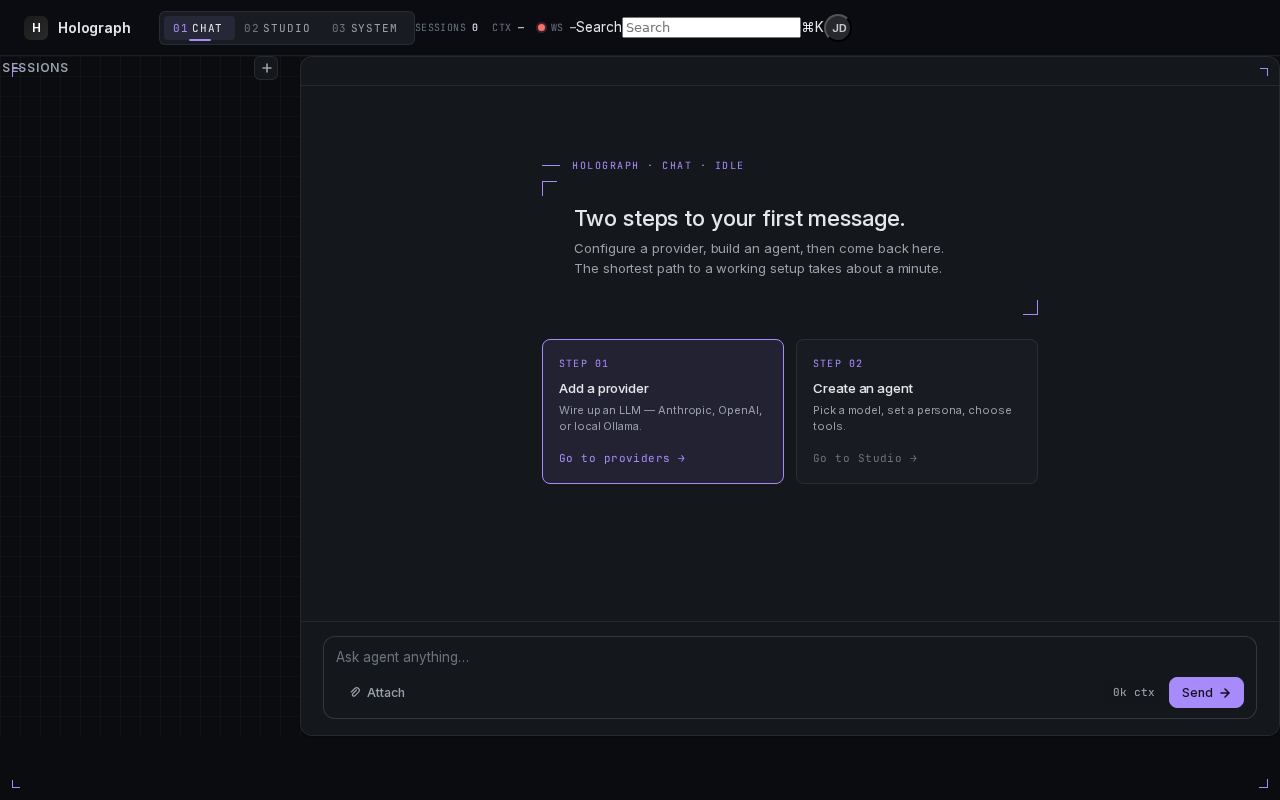 H Holograph 01 CHAT 02 STUDIO 03 SYSTEM SESSIONS 0 CTX – WS –Search Search ⌘K JD
SESSIONS +
HOLOGRAPH · CHAT · IDLE
Two steps to your first message.
Configure a provider, build an agent, then come back here.
The shortest path to a working setup takes about a minute.
STEP 01
Add a provider
Wire up an LLM — Anthropic, OpenAI,
or local Ollama.
Go to providers →
STEP 02
Create an agent
Pick a model, set a persona, choose
tools.
Go to Studio →
Ask agent anything…
Attach 0k ctx Send →